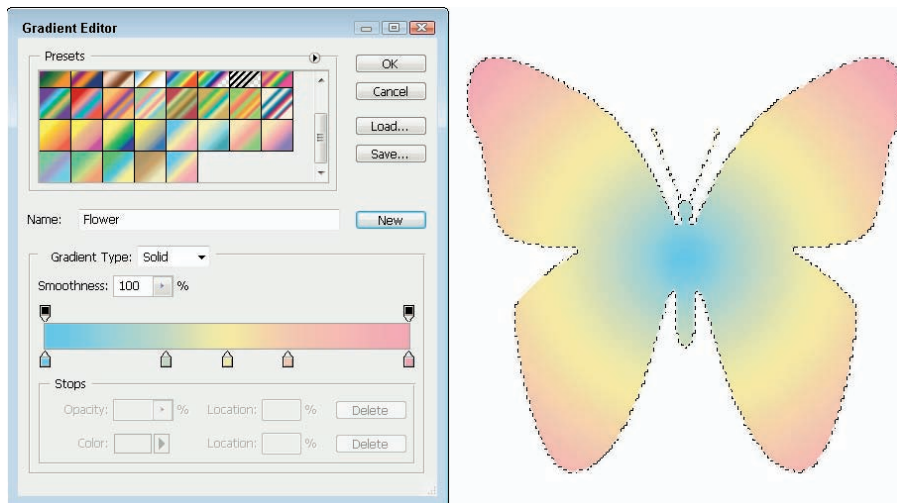 Gradient Editor
Presets
OK
Cancel
Load...
Save...
Name: Flower
New
Gradient Type: Solid
Smoothness: 100 %
Stops
Opacity: % Location: % Delete
Color: Location: % Delete